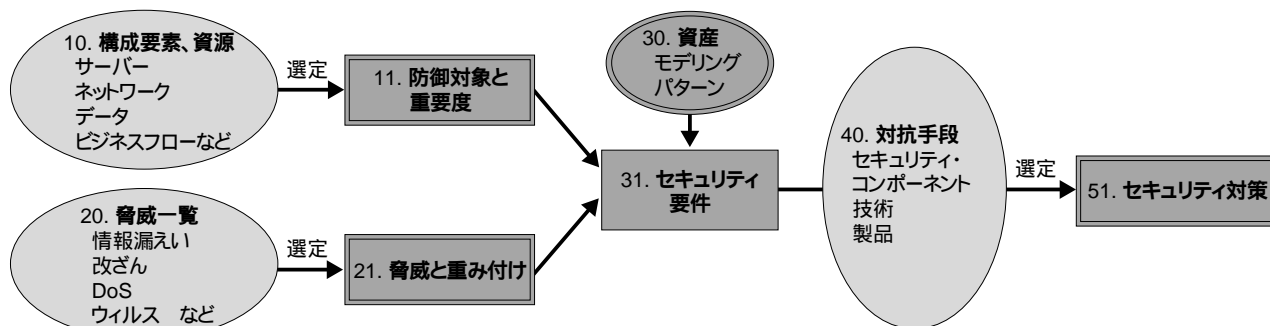 10. 構成要素、資源
サーバー
ネットワーク
データ
ビジネスフローなど
選定
11. 防御対象と
重要度
20. 脅威一覧
情報漏えい
改ざん
DoS
ウィルス など
選定
21. 脅威と重み付け
30. 資産
モデリング
パターン
31. セキュリティ
要件
40. 対抗手段
セキュリティ・
コンポーネント
技術
製品
選定
51. セキュリティ対策